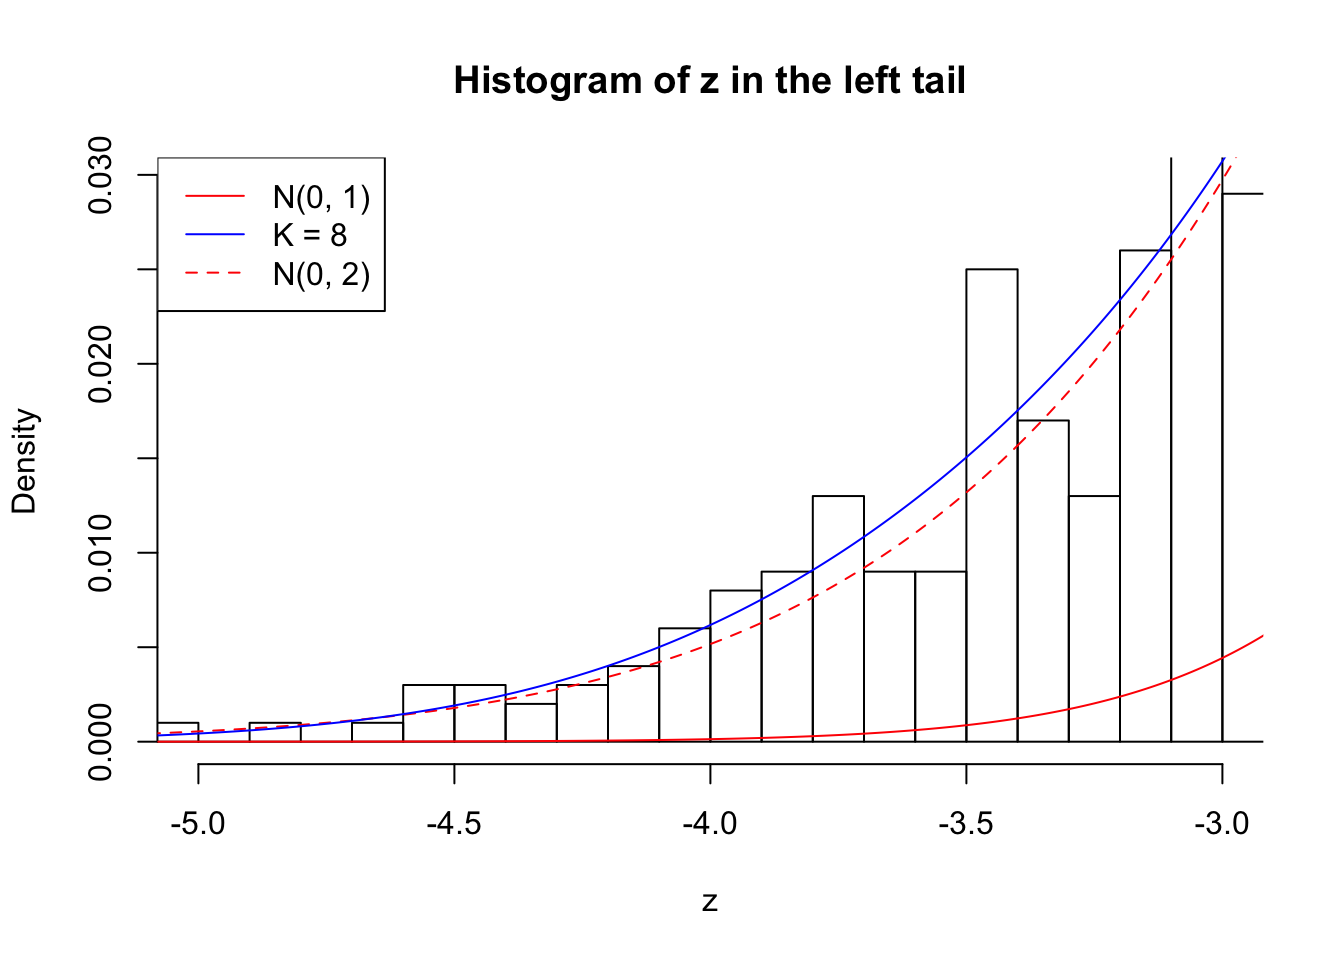 Histogram of z in the left tail
N(0, 1)
K = 8
N(0, 2)
Density
0.030
0.020
0.010
0.000
-5.0 -4.5 -4.0 -3.5 -3.0
z